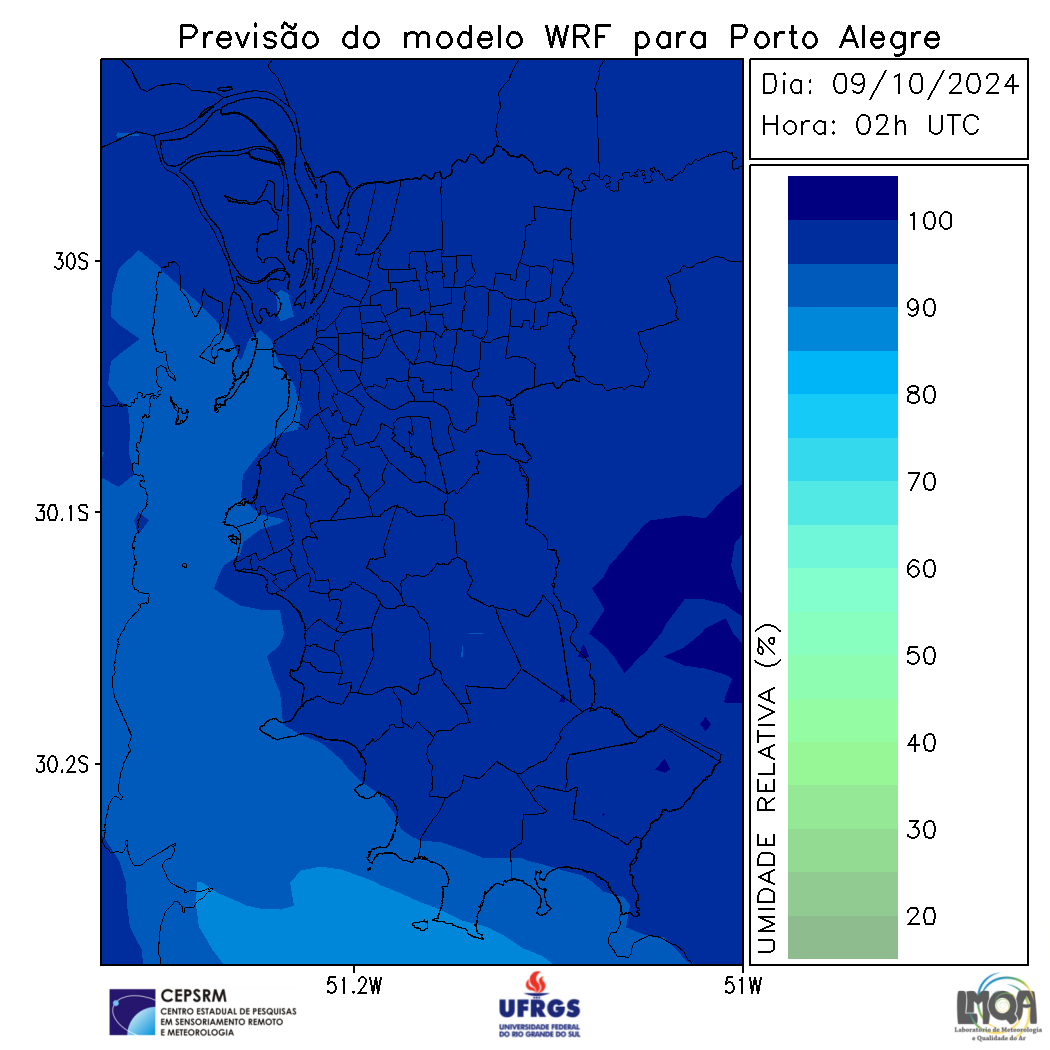 Previsão do modelo WRF para Porto Alegre
Dia: 09/10/2024
Hora: 02h UTC
30S
30.1S
30.2S
51.2W
51W
UMIDADE RELATIVA (%)
100
90
80
70
60
50
40
30
20
CEPSRM
CENTRO ESTADUAL DE PESQUISAS
EM SENSORIAMENTO REMOTO
E METEOROLOGIA
UFRGS
UNIVERSIDADE FEDERAL
DO RIO GRANDE DO SUL
LMQA
Laboratório de Meteorologia
e Qualidade do Ar